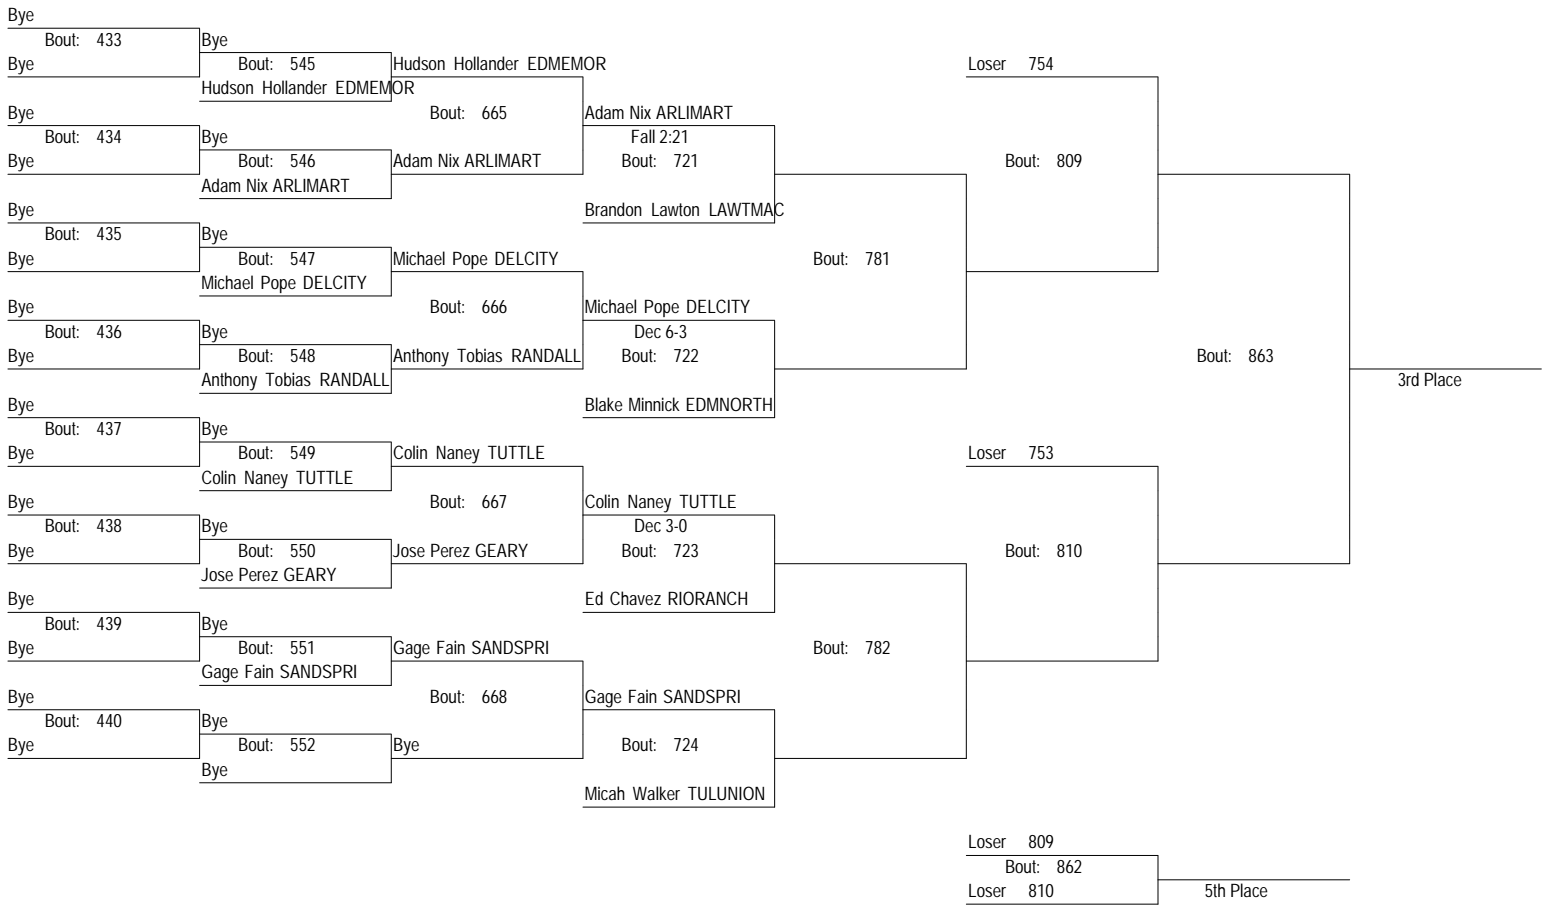 Bye
Bout: 433
Bye
Bye
Bout: 545
Hudson Hollander EDMEMOR
Hudson Hollander EDMEMOR
Loser 754
Bye
Bout: 665
Adam Nix ARLIMART
Bout: 434
Bye
Fall 2:21
Bye
Bout: 546
Adam Nix ARLIMART
Bout: 721
Bout: 809
Adam Nix ARLIMART
Bye
Brandon Lawton LAWTMAC
Bout: 435
Bye
Bye
Bout: 547
Michael Pope DELCITY
Bout: 781
Michael Pope DELCITY
Bye
Bout: 666
Michael Pope DELCITY
Bout: 436
Bye
Dec 6-3
Bye
Bout: 548
Anthony Tobias RANDALL
Bout: 722
Bout: 863
Anthony Tobias RANDALL
3rd Place
Bye
Blake Minnick EDMNORTH
Bout: 437
Bye
Bye
Bout: 549
Colin Naney TUTTLE
Loser 753
Colin Naney TUTTLE
Bye
Bout: 667
Colin Naney TUTTLE
Bout: 438
Bye
Dec 3-0
Bye
Bout: 550
Jose Perez GEARY
Bout: 723
Bout: 810
Jose Perez GEARY
Bye
Ed Chavez RIORANCH
Bout: 439
Bye
Bye
Bout: 551
Gage Fain SANDSPRI
Bout: 782
Gage Fain SANDSPRI
Bye
Bout: 668
Gage Fain SANDSPRI
Bout: 440
Bye
Bye
Bout: 552
Bye
Bout: 724
Bye
Micah Walker TULUNION
Loser 809
Bout: 862
Loser 810
5th Place